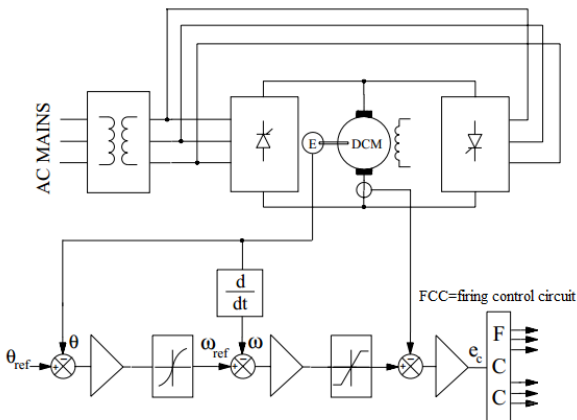 AC MAINS
E
DCM
d
dt
FCC=firing control circuit
θref
θ
ωref
ω
ec
F
C
C
+
−
+
−
+
−